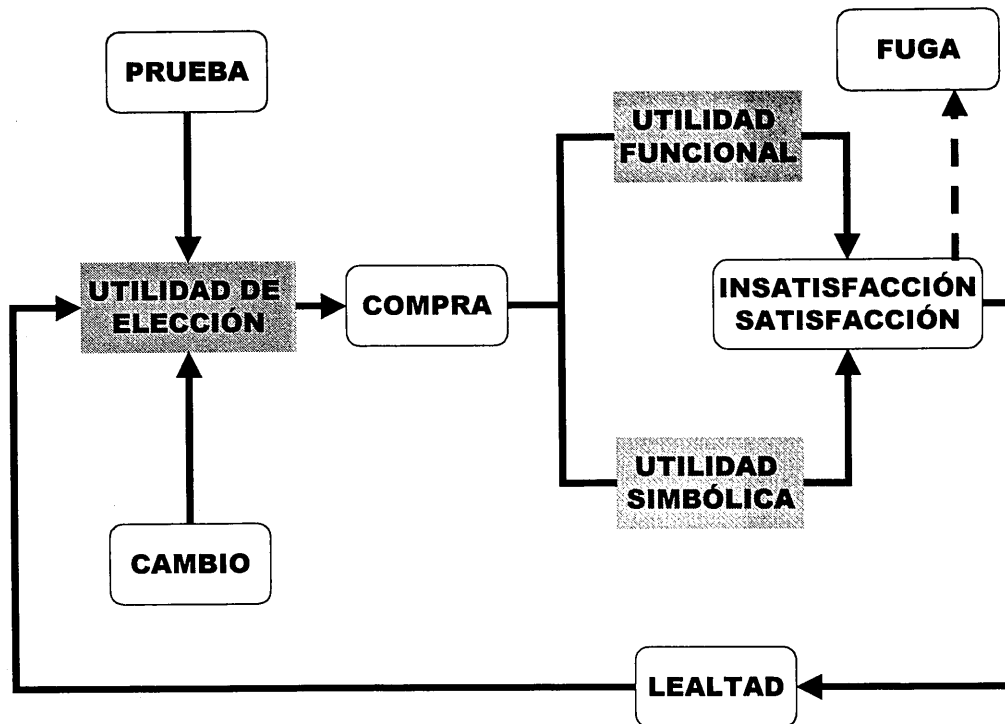 PRUEBA
FUGA
UTILIDAD
FUNCIONAL
UTILIDAD DE
ELECCIÓN
COMPRA
INSATISFACCIÓN
SATISFACCIÓN
UTILIDAD
SIMBÓLICA
CAMBIO
LEALTAD